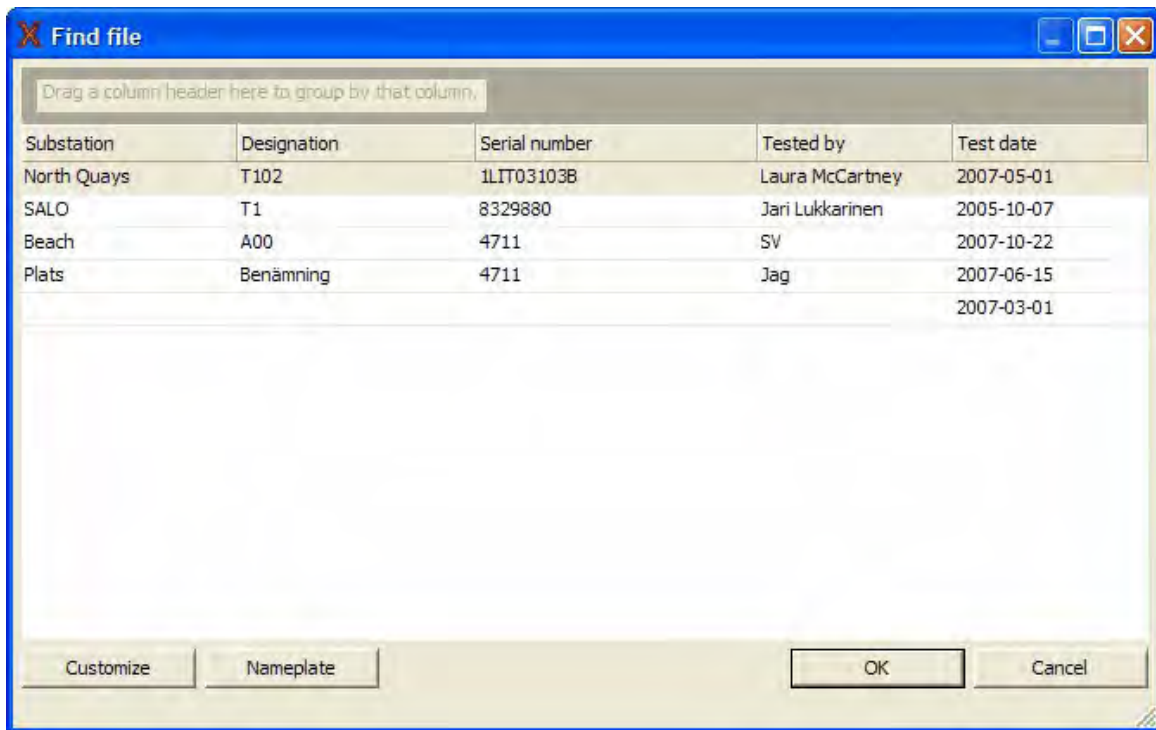 Find file
Drag a column header here to group by that column.
Substation Designation Serial number Tested by Test date
North Quays T102 1LIT03103B Laura McCartney 2007-05-01
SALO T1 8329880 Jari Lukkarinen 2005-10-07
Beach A00 4711 SV 2007-10-22
Plats Benämning 4711 Jag 2007-06-15
2007-03-01
Customize Nameplate OK Cancel